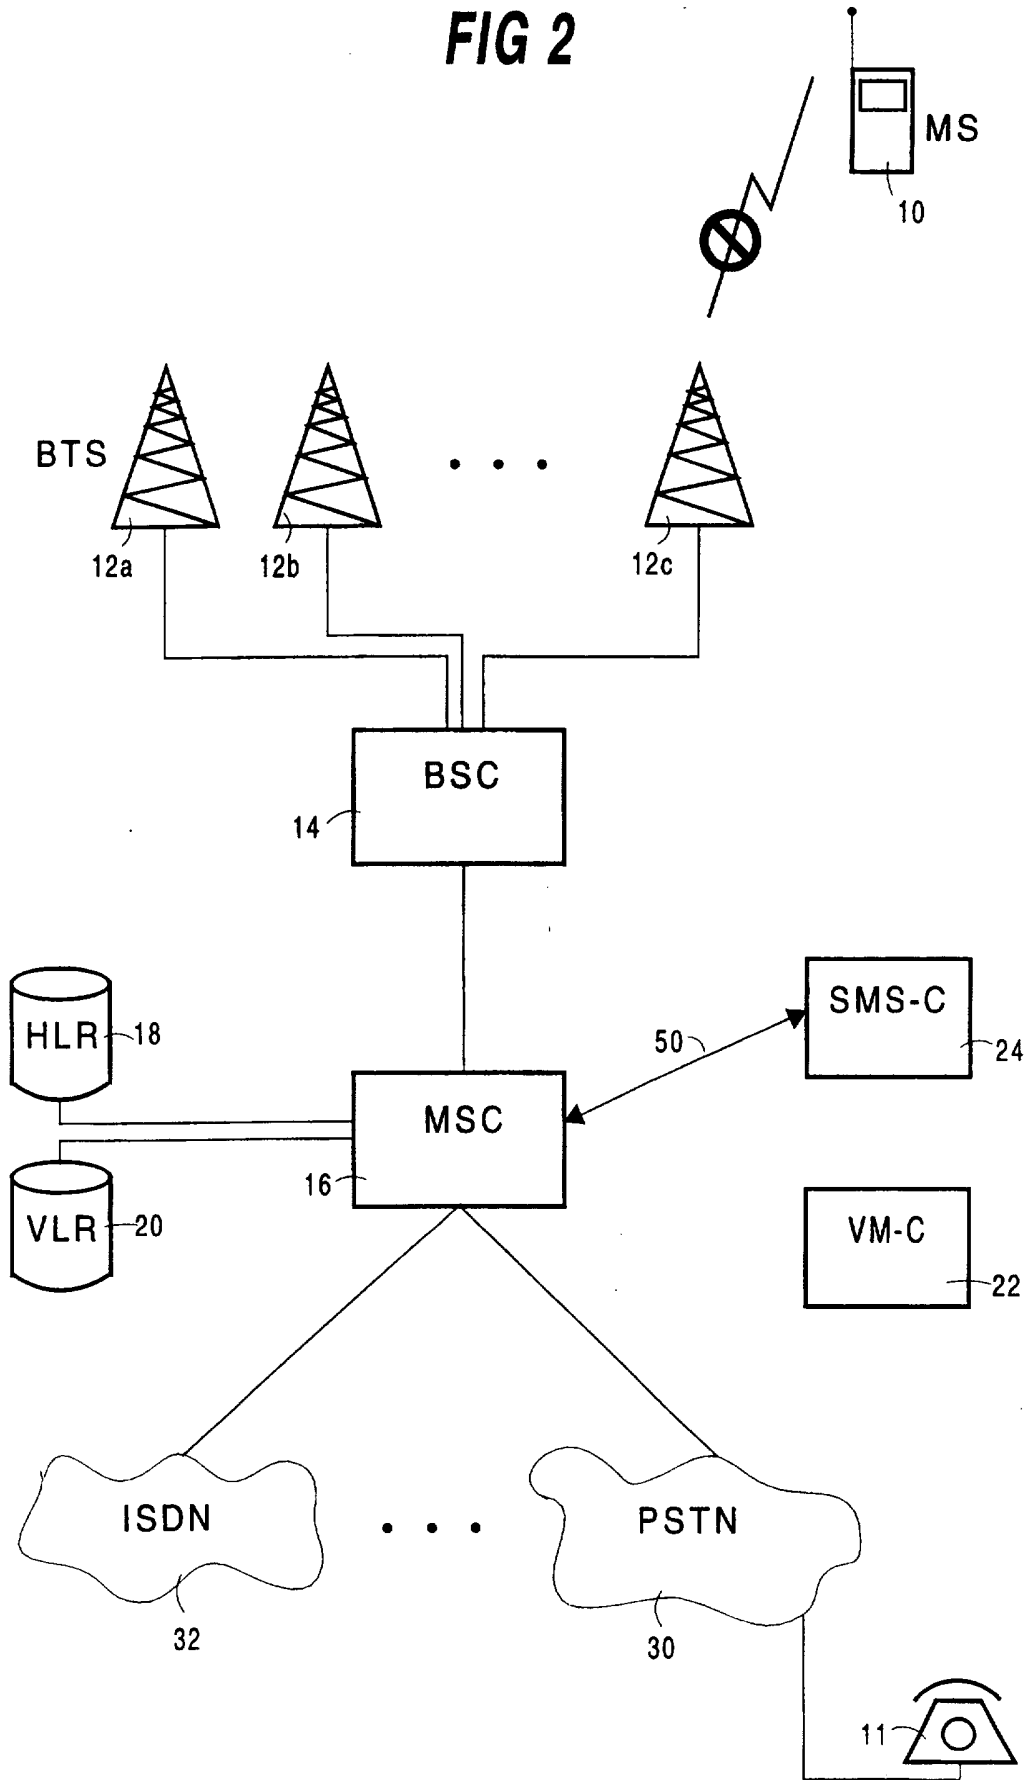 FIG 2
MS
10
BTS
12a
12b
12c
BSC
14
HLR
18
SMS-C
24
50
MSC
16
VLR
20
VM-C
22
ISDN
32
PSTN
30
11